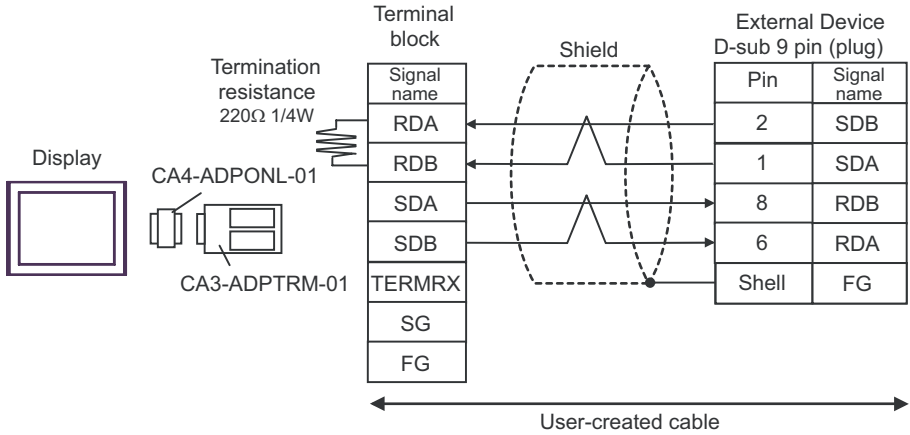 Terminal
block
External Device
D-sub 9 pin (plug)
Shield
Termination
resistance
220Ω 1/4W
Signal
name
Pin
Signal
name
RDA
2
SDB
RDB
1
SDA
Display
CA4-ADPONL-01
SDA
8
RDB
SDB
6
RDA
CA3-ADPTRM-01
TERMRX
Shell
FG
SG
FG
User-created cable